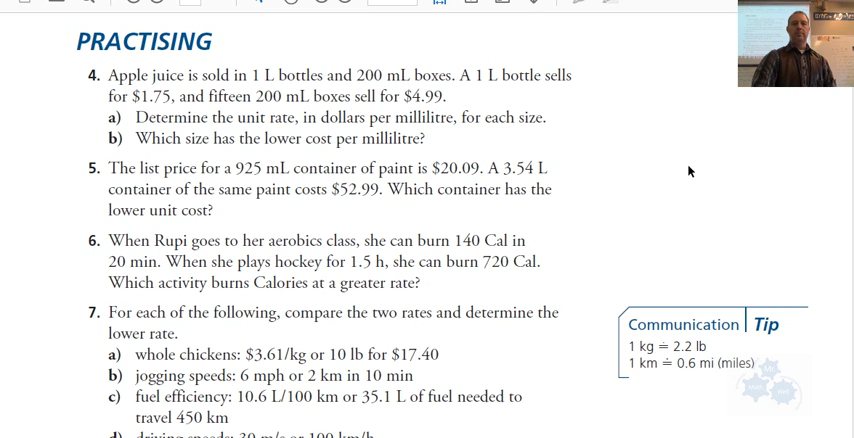 PRACTISING
4. Apple juice is sold in 1 L bottles and 200 mL boxes. A 1 L bottle sells
for $1.75, and fifteen 200 mL boxes sell for $4.99.
a) Determine the unit rate, in dollars per millilitre, for each size.
b) Which size has the lower cost per millilitre?
5. The list price for a 925 mL container of paint is $20.09. A 3.54 L
container of the same paint costs $52.99. Which container has the
lower unit cost?
6. When Rupi goes to her aerobics class, she can burn 140 Cal in
20 min. When she plays hockey for 1.5 h, she can burn 720 Cal.
Which activity burns Calories at a greater rate?
7. For each of the following, compare the two rates and determine the
lower rate.
a) whole chickens: $3.61/kg or 10 lb for $17.40
b) jogging speeds: 6 mph or 2 km in 10 min
c) fuel efficiency: 10.6 L/100 km or 35.1 L of fuel needed to
travel 450 km
d) driving speeds: 30 m/s or 100 km/h
Communication Tip
1 kg ≐ 2.2 lb
1 km ≐ 0.6 mi (miles)